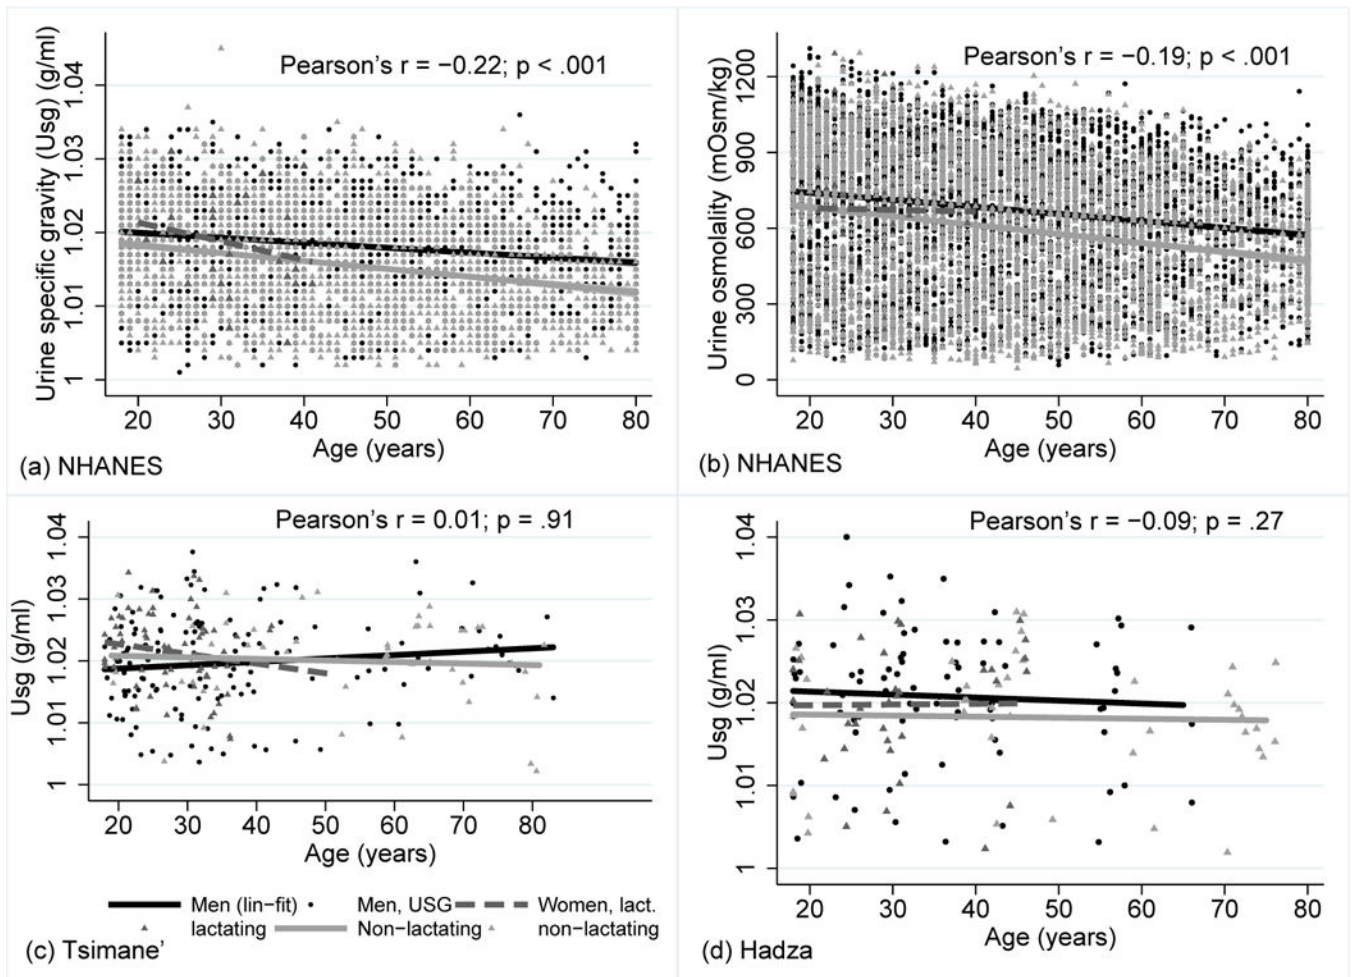 Pearson's r = −0.22; p < .001
Urine specific gravity (Usg) (g/ml)
1.04
1.03
1.02
1.01
1
20 30 40 50 60 70 80
Age (years)
(a) NHANES
Pearson's r = −0.19; p < .001
Urine osmolality (mOsm/kg)
1200
900
600
300
0
20 30 40 50 60 70 80
Age (years)
(b) NHANES
Pearson's r = 0.01; p = .91
Usg (g/ml)
1.04
1.03
1.02
1.01
1
20 30 40 50 60 70 80
Age (years)
Men (lin−fit) Men, USG Women, lact.
lactating Non−lactating non−lactating
(c) Tsimane'
Pearson's r = −0.09; p = .27
Usg (g/ml)
1.04
1.03
1.02
1.01
1
20 30 40 50 60 70 80
Age (years)
(d) Hadza